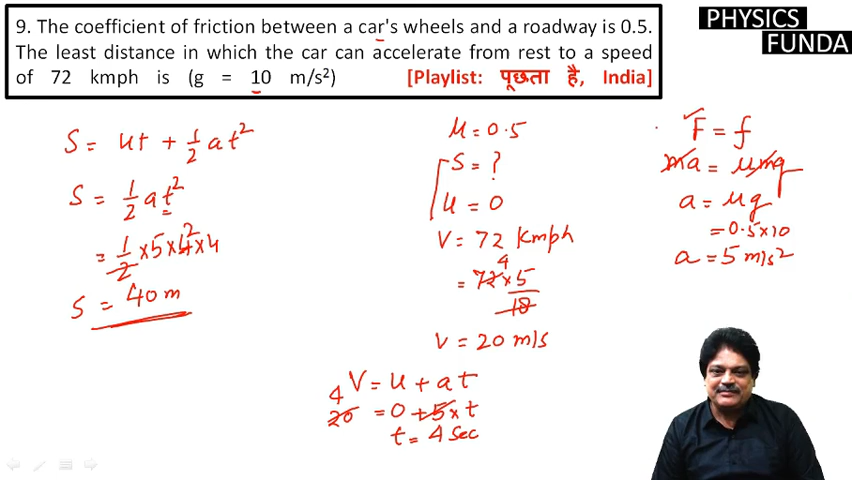 9. The coefficient of friction between a car's wheels and a roadway is 0.5.
The least distance in which the car can accelerate from rest to a speed
of 72 kmph is (g = 10 m/s²) [Playlist: पूछता है, India]
PHYSICS
FUNDA
S = ut + 1/2 at²
S = 1/2 at²
= 1/2 × 5 × 4 2 × 4
S = 40 m
μ = 0.5
S = ?
u = 0
V = 72 Kmph
= 72 4 × 5/18
V = 20 m/s
V = u + at
4 20 = 0 + 5 × t
t = 4 Sec
F = f
ma = μmg
a = μg
= 0.5 × 10
a = 5 m/s²